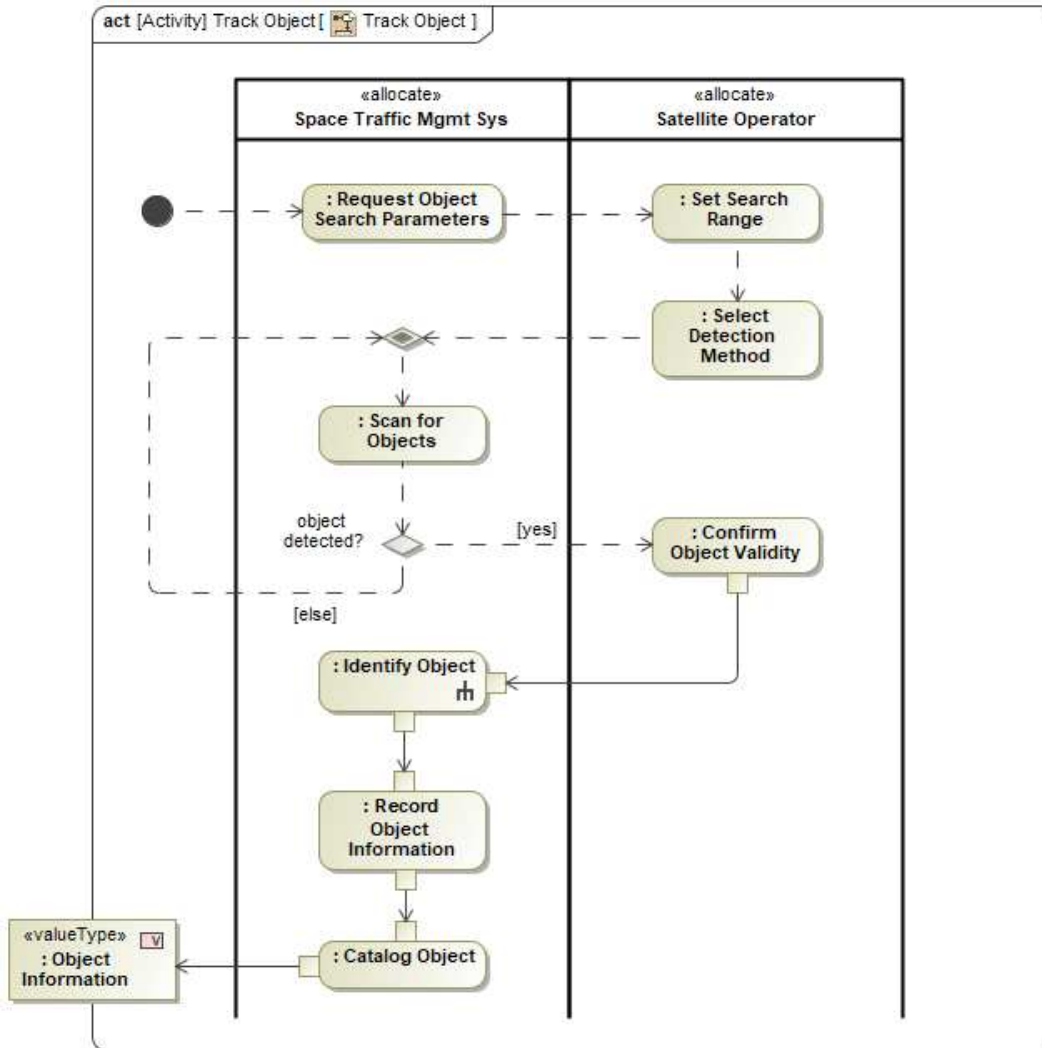 act [Activity] Track Object [ Track Object ]
«allocate»
Space Traffic Mgmt Sys
«allocate»
Satellite Operator
: Request Object
Search Parameters
: Set Search
Range
: Select
Detection
Method
: Scan for
Objects
object
detected?
[yes]
: Confirm
Object Validity
[else]
: Identify Object
: Record
Object
Information
«valueType»
V
: Object
Information
: Catalog Object